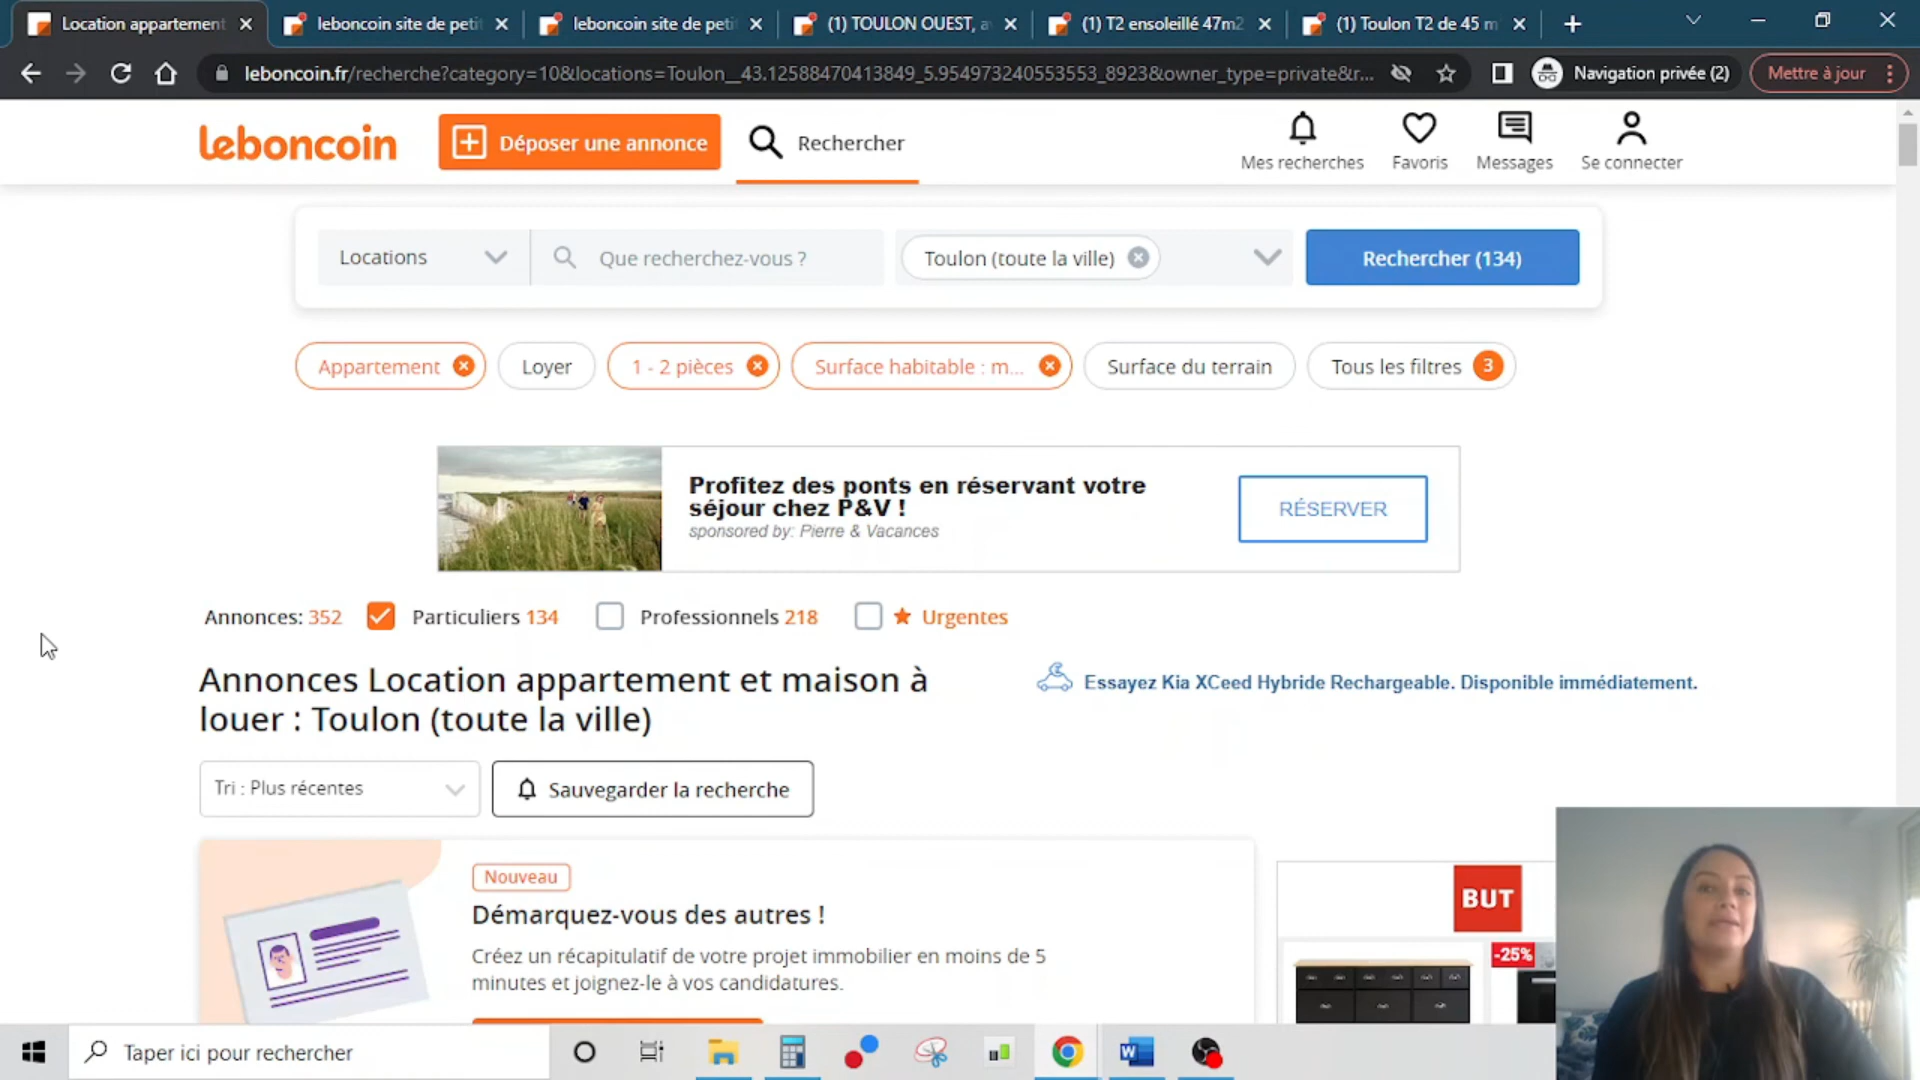 Location appartement
leboncoin site de peti
leboncoin site de peti
(1) TOULON OUEST, a
(1) T2 ensoleillé 47m2
(1) Toulon T2 de 45 m
leboncoin.fr/recherche?category=10&locations=Toulon__43.12588470413849_5.954973240553553_8923&owner_type=private&r...
Navigation privée (2)
Mettre à jour
leboncoin
Déposer une annonce
Rechercher
Mes recherches
Favoris
Messages
Se connecter
Locations
Que recherchez-vous ?
Toulon (toute la ville)
Rechercher (134)
Appartement
Loyer
1 - 2 pièces
Surface habitable : m...
Surface du terrain
Tous les filtres 3
Profitez des ponts en réservant votre
séjour chez P&V !
sponsored by: Pierre & Vacances
RÉSERVER
Annonces: 352
Particuliers 134
Professionnels 218
Urgentes
Annonces Location appartement et maison à
louer : Toulon (toute la ville)
Essayez Kia XCeed Hybride Rechargeable. Disponible immédiatement.
Tri : Plus récentes
Sauvegarder la recherche
Nouveau
Démarquez-vous des autres !
Créez un récapitulatif de votre projet immobilier en moins de 5
minutes et joignez-le à vos candidatures.
BUT
-25%
Taper ici pour rechercher
W